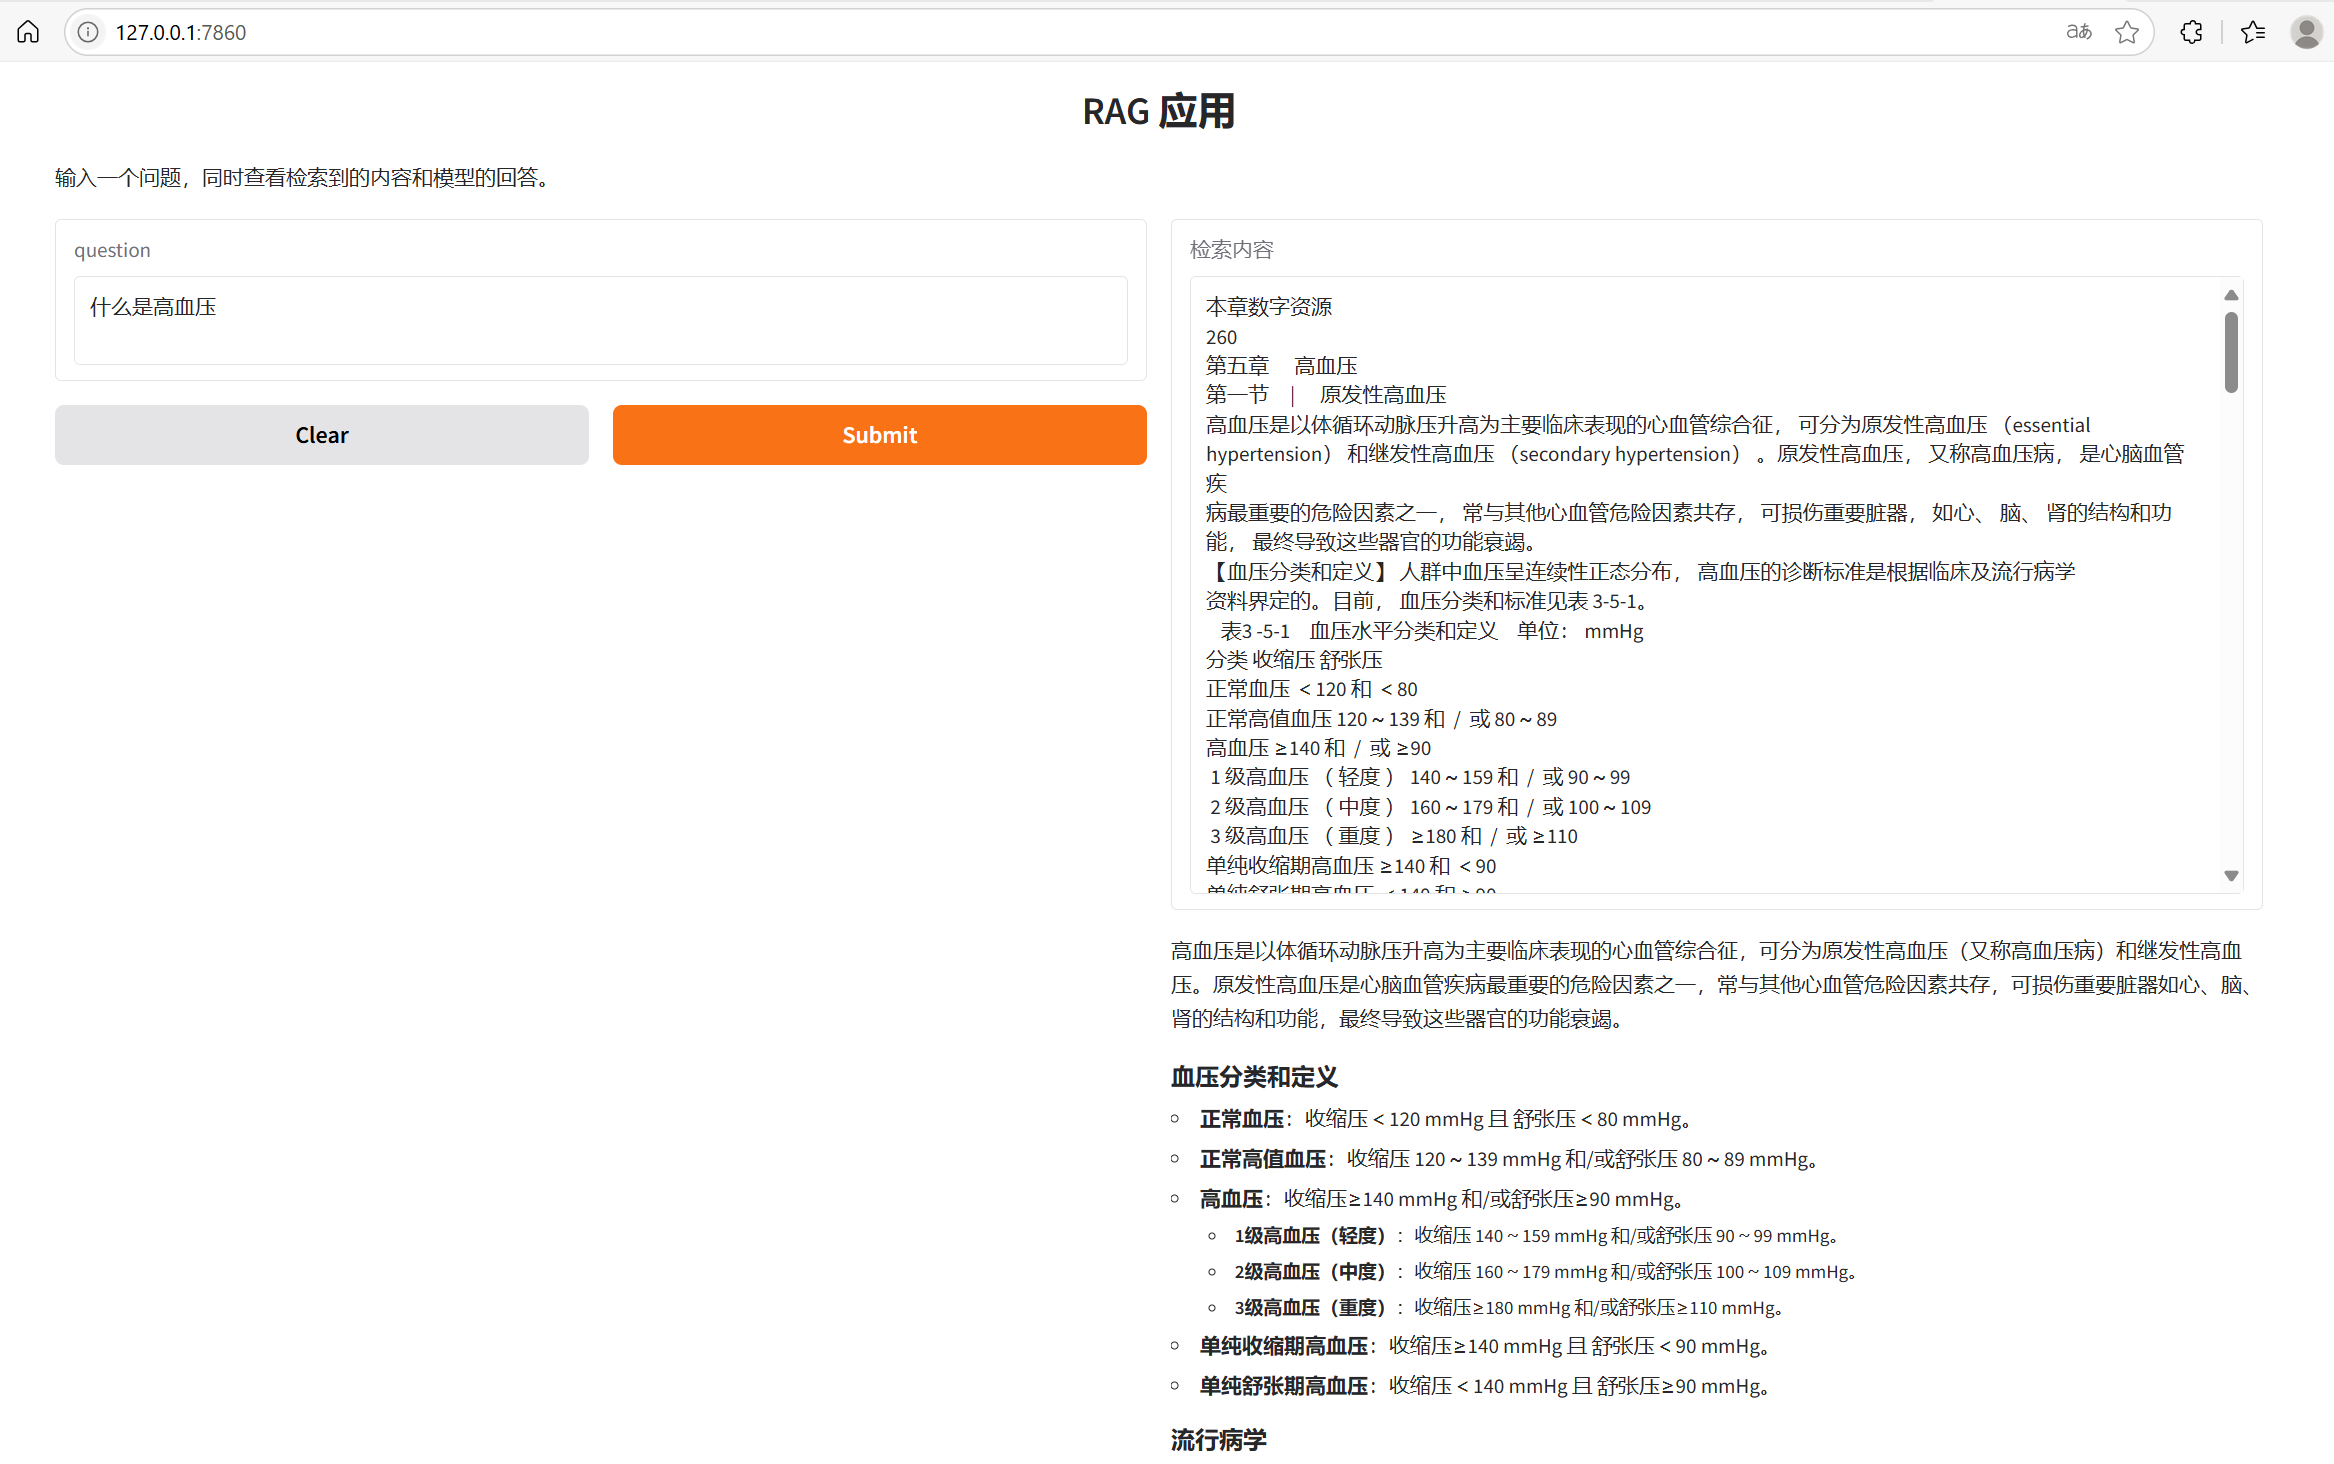 127.0.0.1:7860
aあ
RAG 应用
输入一个问题，同时查看检索到的内容和模型的回答。
question
什么是高血压
Clear
Submit
检索内容
本章数字资源
260
第五章 高血压
第一节 | 原发性高血压
高血压是以体循环动脉压升高为主要临床表现的心血管综合征， 可分为原发性高血压 （essential
hypertension） 和继发性高血压 （secondary hypertension） 。原发性高血压， 又称高血压病， 是心脑血管
疾
病最重要的危险因素之一， 常与其他心血管危险因素共存， 可损伤重要脏器， 如心、 脑、 肾的结构和功
能， 最终导致这些器官的功能衰竭。
【血压分类和定义】 人群中血压呈连续性正态分布， 高血压的诊断标准是根据临床及流行病学
资料界定的。目前， 血压分类和标准见表 3-5-1。
表3 -5-1 血压水平分类和定义 单位： mmHg
分类 收缩压 舒张压
正常血压 ＜120 和 ＜80
正常高值血压 120～139 和 / 或 80～89
高血压 ≥140 和 / 或 ≥90
1 级高血压 （ 轻度 ） 140～159 和 / 或 90～99
2 级高血压 （ 中度 ） 160～179 和 / 或 100～109
3 级高血压 （ 重度 ） ≥180 和 / 或 ≥110
单纯收缩期高血压 ≥140 和 ＜90
单纯舒张期高血压 ＜140 和 ≥90
高血压是以体循环动脉压升高为主要临床表现的心血管综合征，可分为原发性高血压（又称高血压病）和继发性高血
压。原发性高血压是心脑血管疾病最重要的危险因素之一，常与其他心血管危险因素共存，可损伤重要脏器如心、脑、
肾的结构和功能，最终导致这些器官的功能衰竭。
血压分类和定义
正常血压：收缩压＜120 mmHg 且 舒张压＜80 mmHg。
正常高值血压：收缩压 120～139 mmHg 和/或舒张压 80～89 mmHg。
高血压：收缩压≥140 mmHg 和/或舒张压≥90 mmHg。
1级高血压（轻度）：收缩压 140～159 mmHg 和/或舒张压 90～99 mmHg。
2级高血压（中度）：收缩压 160～179 mmHg 和/或舒张压 100～109 mmHg。
3级高血压（重度）：收缩压≥180 mmHg 和/或舒张压≥110 mmHg。
单纯收缩期高血压：收缩压≥140 mmHg 且 舒张压＜90 mmHg。
单纯舒张期高血压：收缩压＜140 mmHg 且 舒张压≥90 mmHg。
流行病学